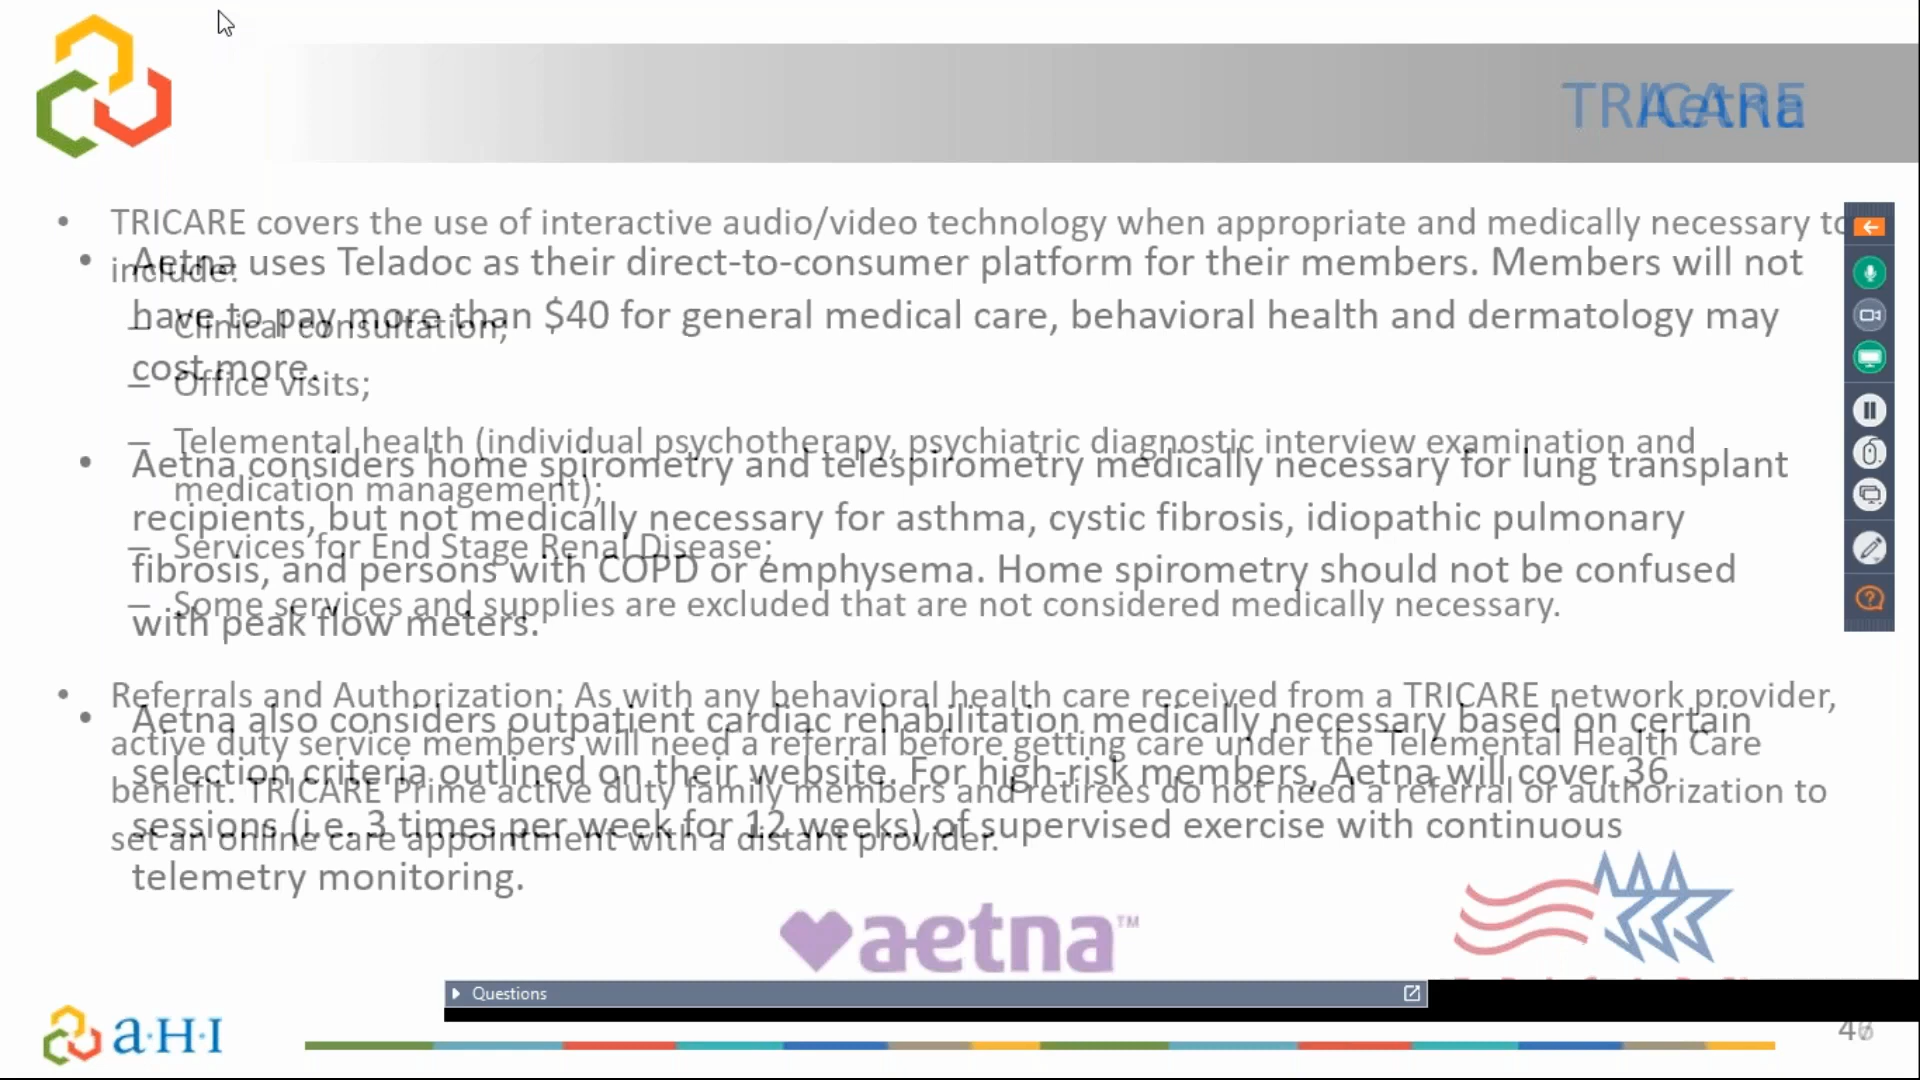 TRICARE
Aetna
• TRICARE covers the use of interactive audio/video technology when appropriate and medically necessary to
include:
– Clinical consultation;
– Office visits;
– Telemental health (individual psychotherapy, psychiatric diagnostic interview examination and
medication management);
– Services for End Stage Renal Disease;
– Some services and supplies are excluded that are not considered medically necessary.
• Referrals and Authorization: As with any behavioral health care received from a TRICARE network provider,
active duty service members will need a referral before getting care under the Telemental Health Care
benefit. TRICARE Prime active duty family members and retirees do not need a referral or authorization to
set an online care appointment with a distant provider.
• Aetna uses Teladoc as their direct-to-consumer platform for their members. Members will not
have to pay more than $40 for general medical care, behavioral health and dermatology may
cost more.
• Aetna considers home spirometry and telespirometry medically necessary for lung transplant
recipients, but not medically necessary for asthma, cystic fibrosis, idiopathic pulmonary
fibrosis, and persons with COPD or emphysema. Home spirometry should not be confused
with peak flow meters.
• Aetna also considers outpatient cardiac rehabilitation medically necessary based on certain
selection criteria outlined on their website. For high-risk members, Aetna will cover 36
sessions (i.e. 3 times per week for 12 weeks) of supervised exercise with continuous
telemetry monitoring.
aetna™
Questions
a·H·I